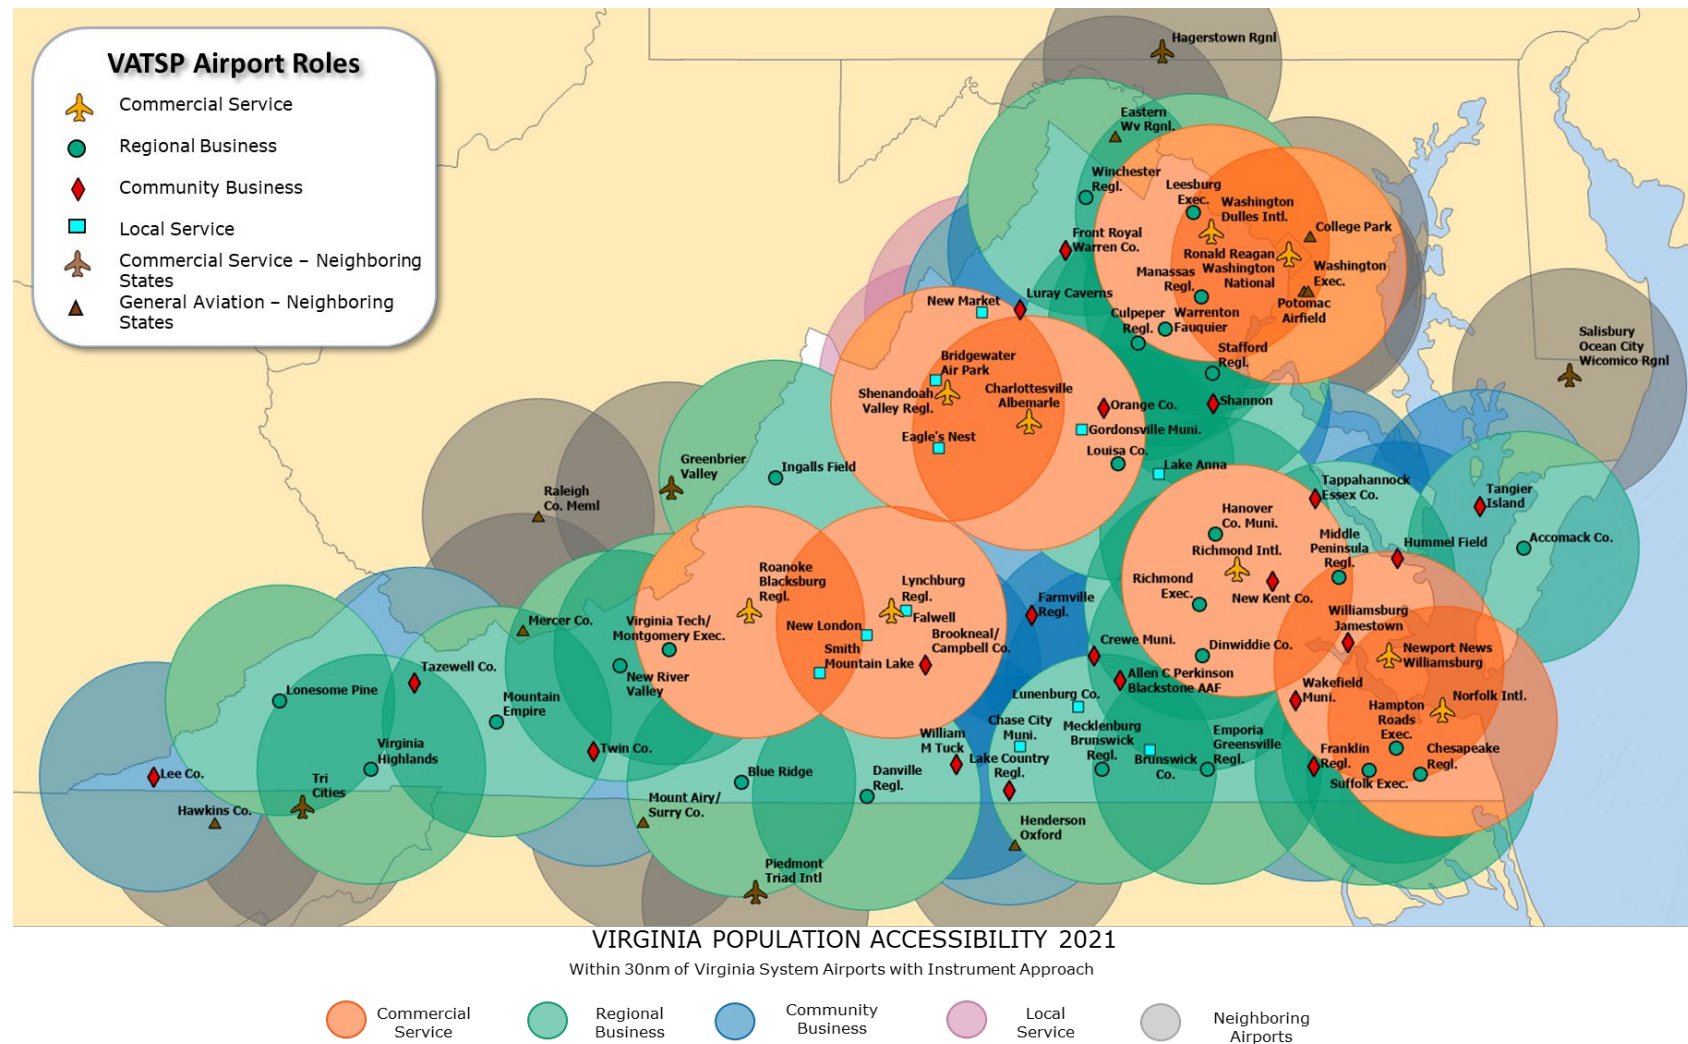 VATSP Airport Roles
Commercial Service
Regional Business
Community Business
Local Service
Commercial Service – Neighboring
States
General Aviation – Neighboring
States
Hagerstown Rgnl
Eastern
Wv Rgnl.
Winchester
Regl.
Leesburg
Exec.
Washington
Dulles Intl.
College Park
Front Royal
Warren Co.
Ronald Reagan
Washington
National
Manassas
Regl.
Washington
Exec.
Potomac
Airfield
New Market
Luray Caverns
Culpeper
Regl.
Warrenton
Fauquier
Stafford
Regl.
Salisbury
Ocean City
Wicomico Rgnl
Bridgewater
Air Park
Shenandoah
Valley Regl.
Charlottesville
Albemarle
Orange Co.
Shannon
Eagle's Nest
Gordonsville Muni.
Louisa Co.
Lake Anna
Greenbrier
Valley
Ingalls Field
Raleigh
Co. Meml
Tappahannock
Essex Co.
Tangier
Island
Hanover
Co. Muni.
Middle
Peninsula
Regl.
Hummel Field
Accomack Co.
Richmond Intl.
Richmond
Exec.
New Kent Co.
Roanoke
Blacksburg
Regl.
Lynchburg
Regl.
Falwell
Farmville
Regl.
Williamsburg
Jamestown
Mercer Co.
Virginia Tech/
Montgomery Exec.
New London
Smith
Mountain Lake
Brookneal/
Campbell Co.
Crewe Muni.
Dinwiddie Co.
Newport News
Williamsburg
Tazewell Co.
New River
Valley
Allen C Perkinson
Blackstone AAF
Wakefield
Muni.
Norfolk Intl.
Lonesome Pine
Mountain
Empire
Lunenburg Co.
Hampton
Roads
Exec.
Chase City
Muni.
Mecklenburg
Brunswick
Regl.
Emporia
Greensville
Regl.
William
M Tuck
Lake Country
Regl.
Brunswick
Co.
Franklin
Regl.
Chesapeake
Regl.
Suffolk Exec.
Virginia
Highlands
Twin Co.
Lee Co.
Tri
Cities
Blue Ridge
Danville
Regl.
Hawkins Co.
Mount Airy/
Surry Co.
Henderson
Oxford
Piedmont
Triad Intl
VIRGINIA POPULATION ACCESSIBILITY 2021
Within 30nm of Virginia System Airports with Instrument Approach
Commercial
Service
Regional
Business
Community
Business
Local
Service
Neighboring
Airports